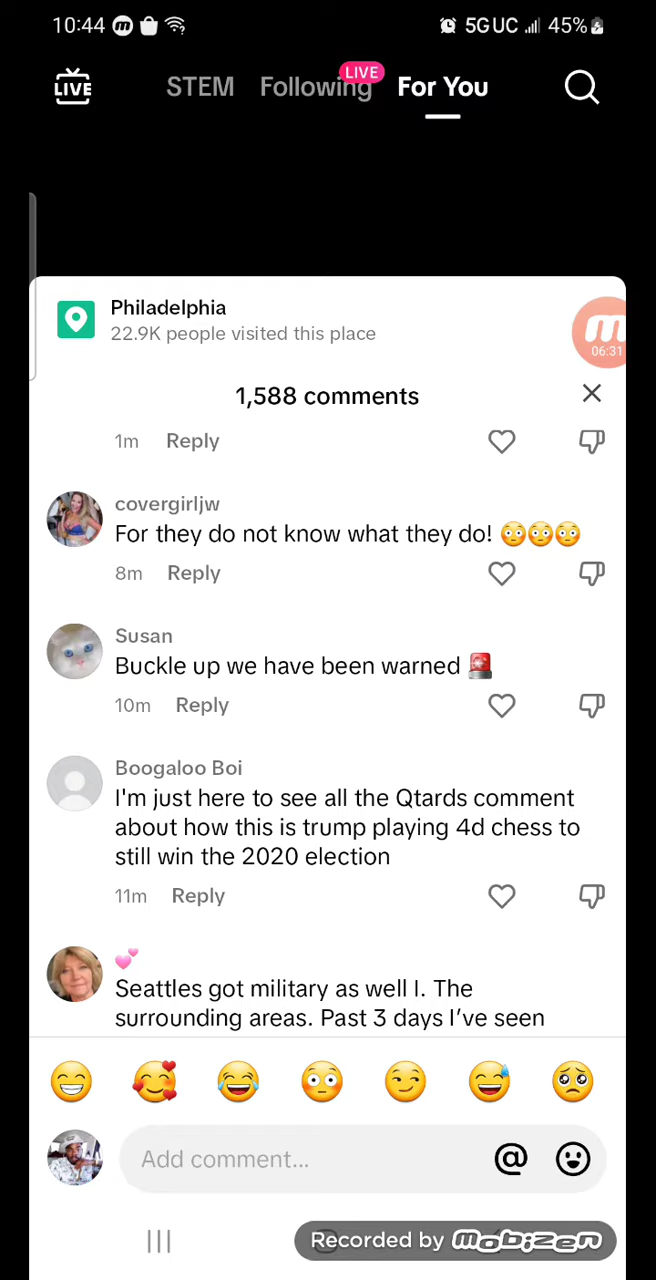 10:44
5G UC 45%
LIVE STEM Following LIVE For You
Philadelphia
22.9K people visited this place
06:31
1,588 comments
1m Reply
covergirljw
For they do not know what they do! 😳😳😳
8m Reply
Susan
Buckle up we have been warned 🚨
10m Reply
Boogaloo Boi
I'm just here to see all the Qtards comment
about how this is trump playing 4d chess to
still win the 2020 election
11m Reply
💕
Seattles got military as well I. The
surrounding areas. Past 3 days I've seen
Add comment...
Recorded by mobizen